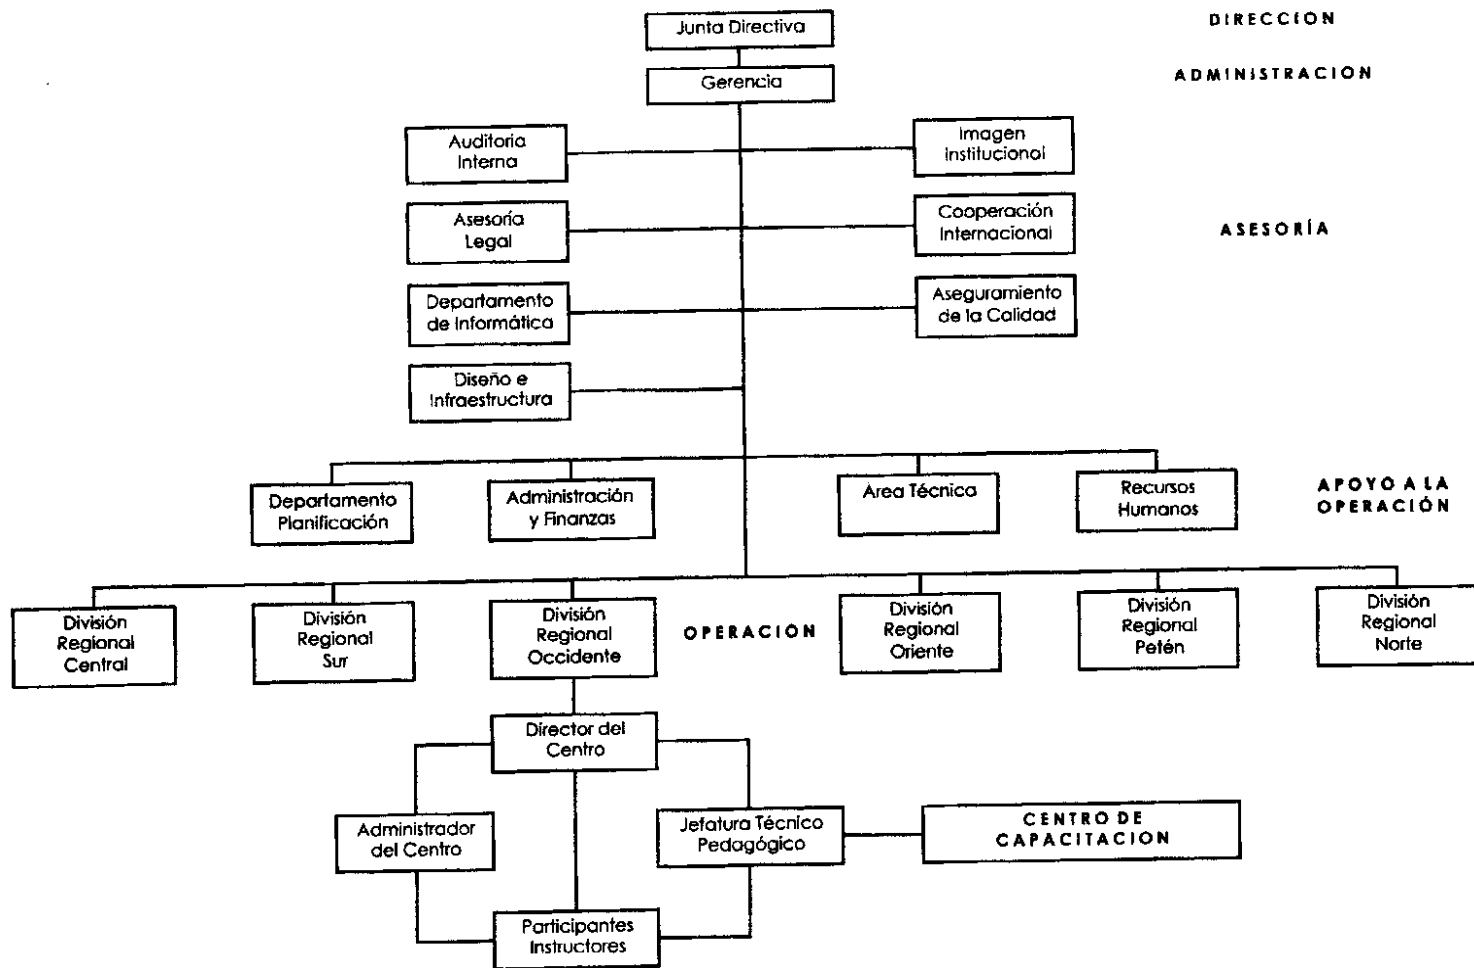 Junta Directiva
DIRECCION
Gerencia
ADMINISTRACION
Auditoria
Interna
Imagen
Institucional
Asesoría
Legal
Cooperación
Internacional
ASESORÍA
Departamento
de Informática
Aseguramiento
de la Calidad
Diseño e
Infraestructura
Departamento
Planificación
Administración
y Finanzas
Area Técnica
Recursos
Humanos
APOYO A LA
OPERACIÓN
División
Regional
Central
División
Regional
Sur
División
Regional
Occidente
OPERACIÓN
División
Regional
Oriente
División
Regional
Petén
División
Regional
Norte
Director del
Centro
Administrador
del Centro
Jefatura Técnico
Pedagógico
CENTRO DE
CAPACITACION
Participantes
Instructores